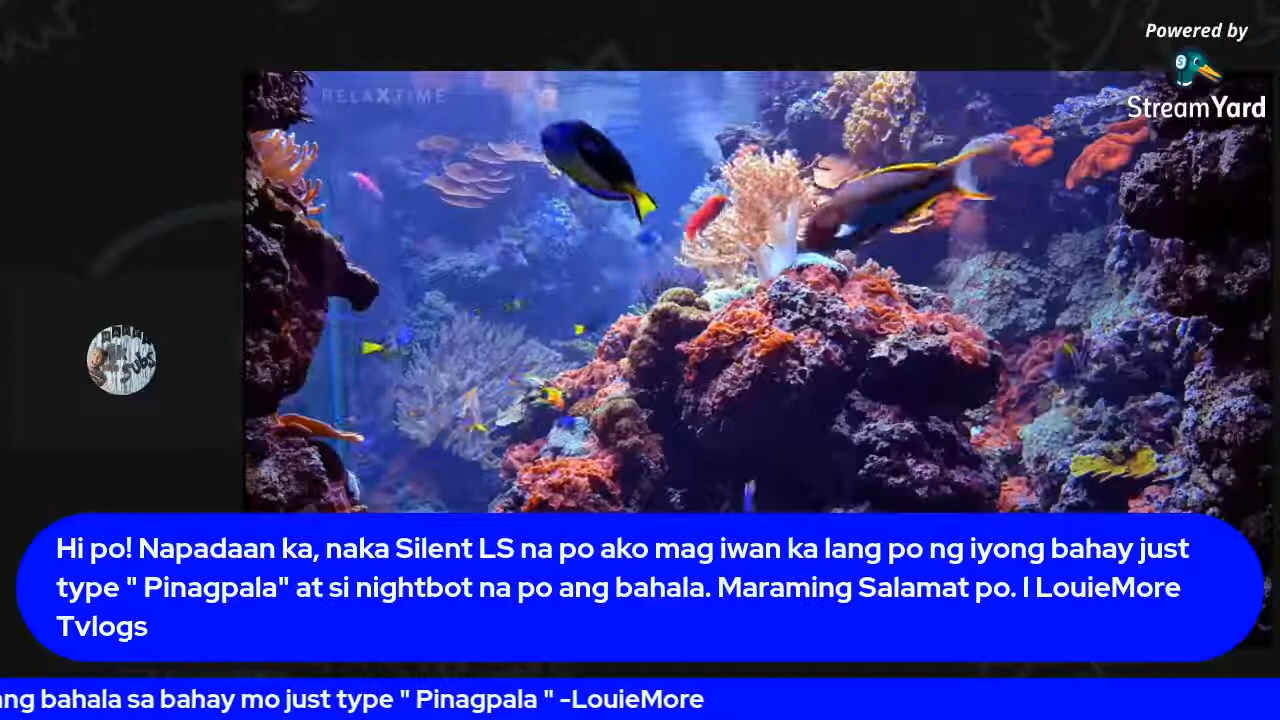 Powered by
StreamYard
RELAXTIME
Hi po! Napadaan ka, naka Silent LS na po ako mag iwan ka lang po ng iyong bahay just
type " Pinagpala" at si nightbot na po ang bahala. Maraming Salamat po. I LouieMore
Tvlogs
ang bahala sa bahay mo just type " Pinagpala " -LouieMore